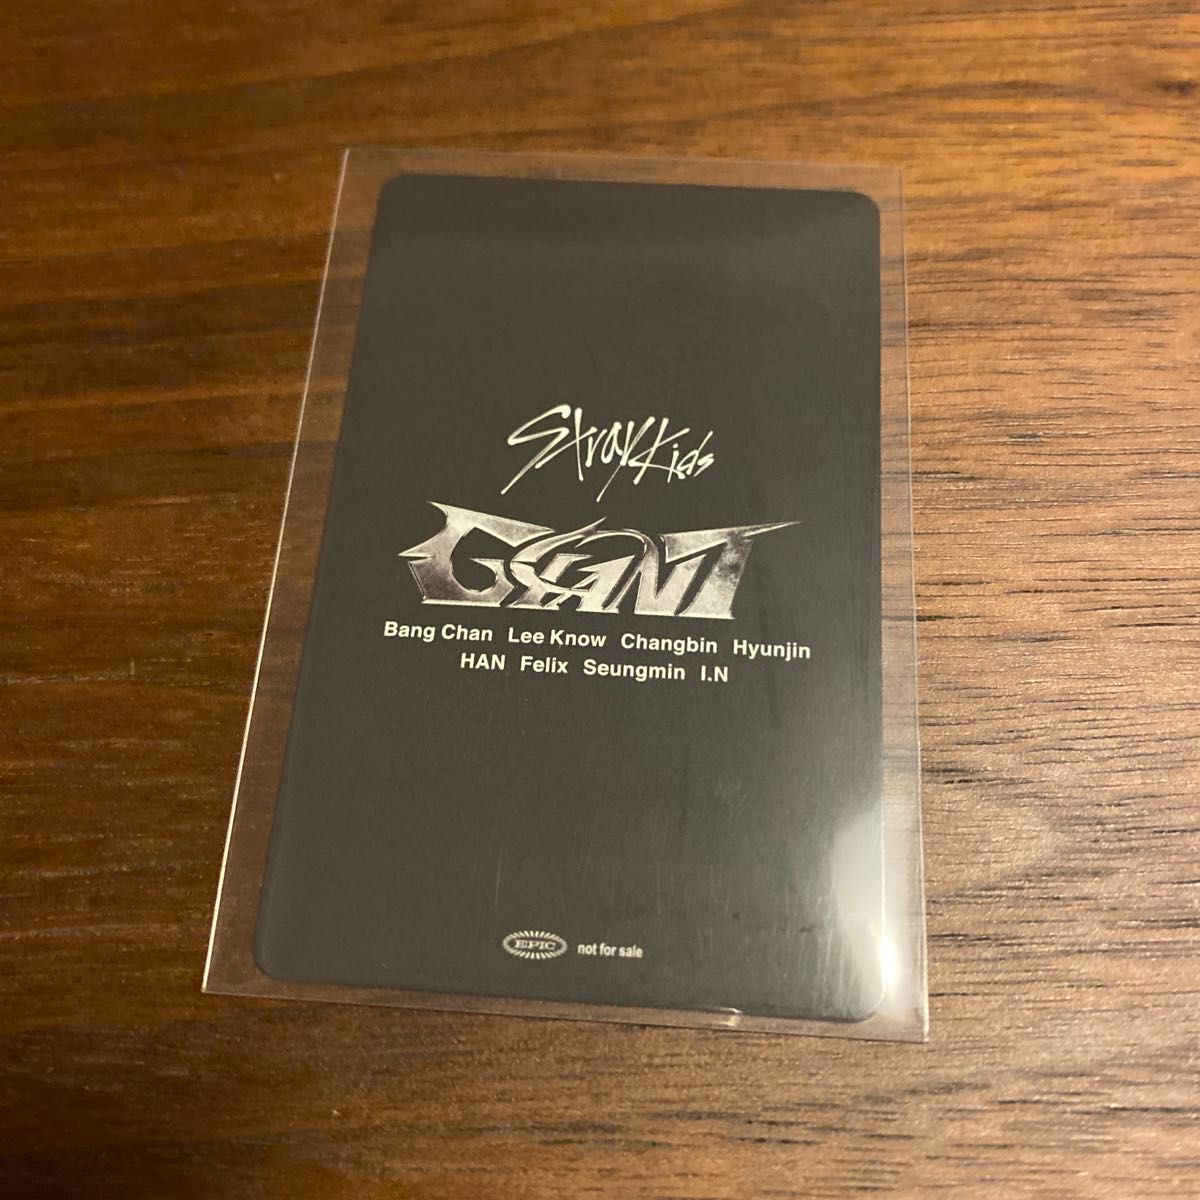 Stray Kids
GIANT
Bang Chan Lee Know Changbin Hyunjin
HAN Felix Seungmin I.N
EPIC not for sale